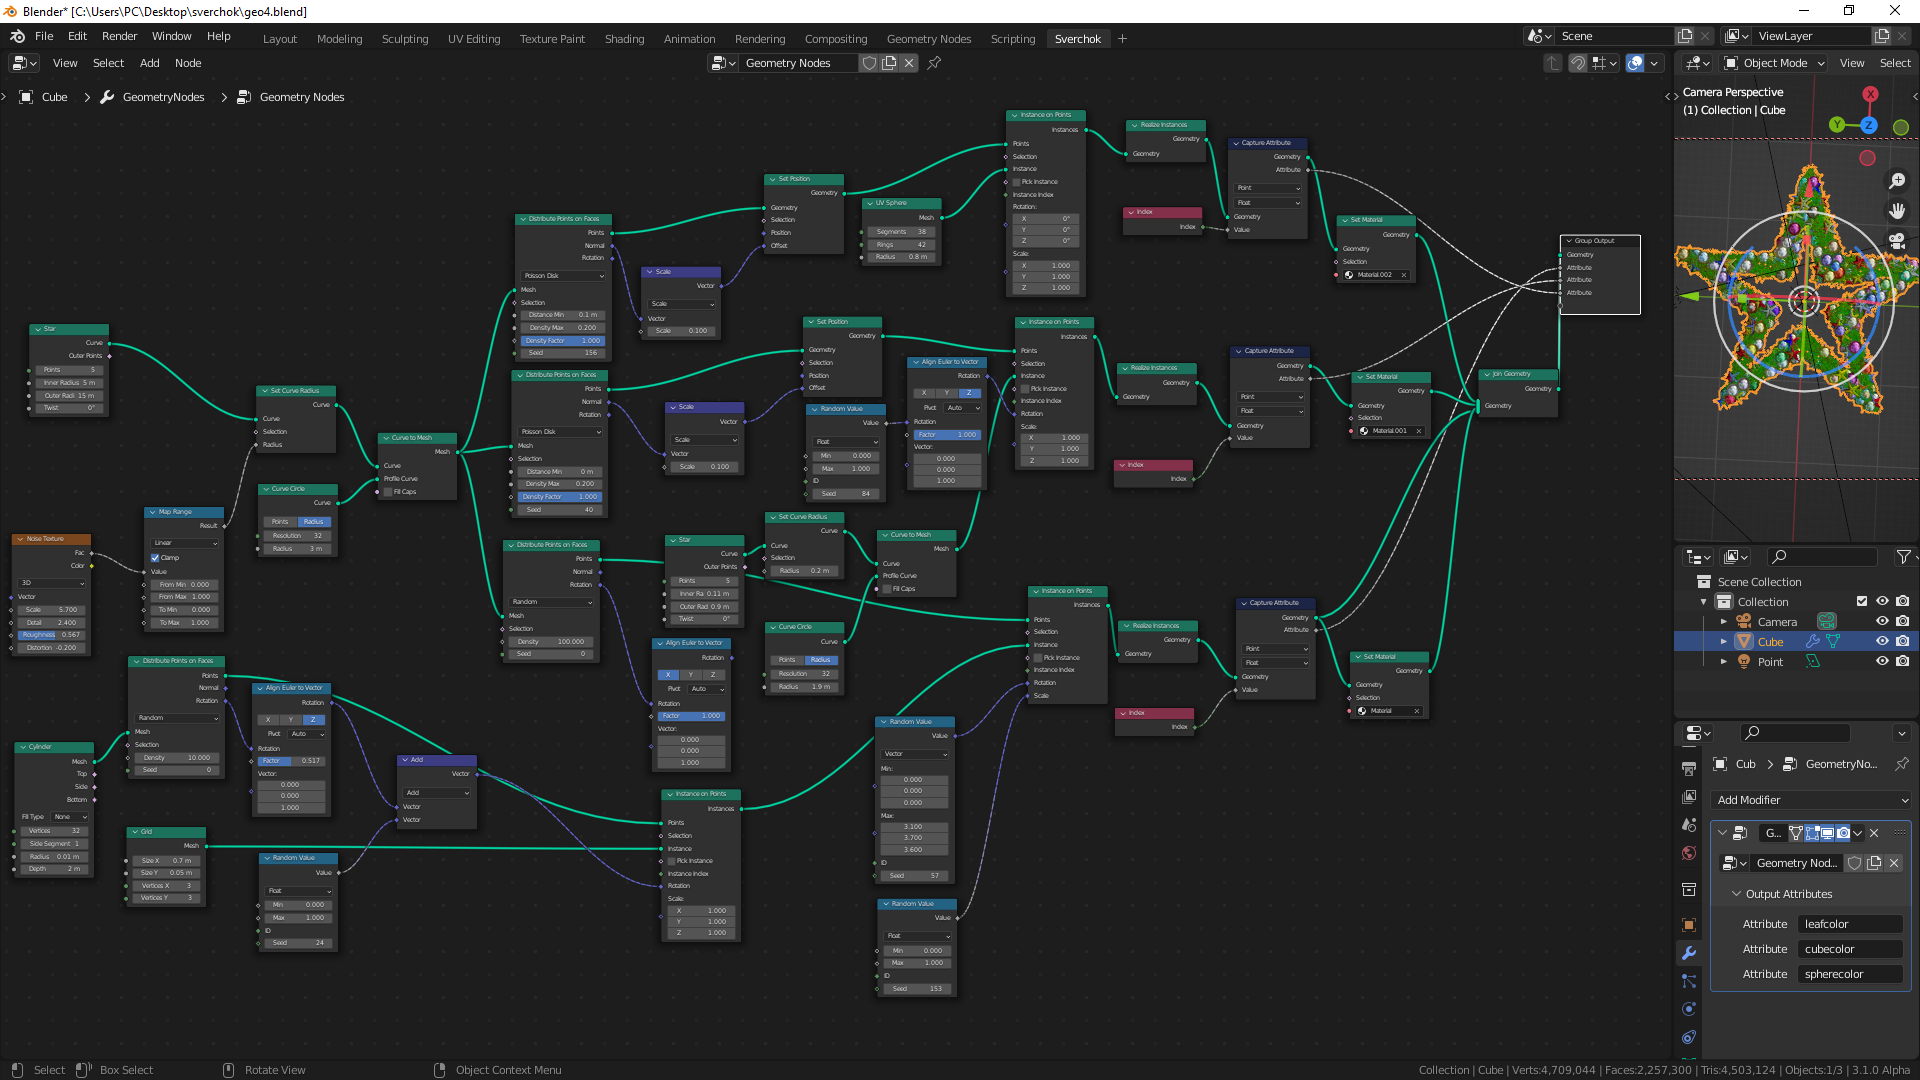 Blender* [C:\Users\PC\Desktop\sverchok\geo4.blend]
File Edit Render Window Help Layout Modeling Sculpting UV Editing Texture Paint Shading Animation Rendering Compositing Geometry Nodes Scripting Sverchok + Scene ViewLayer
View Select Add Node Geometry Nodes Object Mode View Select
Cube > GeometryNodes > Geometry Nodes
Camera Perspective
(1) Collection | Cube
X
Y
Z
Star
Curve
Outer Points
Points 5
Inner Radius 5 m
Outer Radi 15 m
Twist 0°
Noise Texture
Fac
Color
3D
Vector
Scale 5.700
Detail 2.400
Roughness 0.567
Distortion -0.200
Map Range
Result
Linear
Clamp
Value
From Min 0.000
From Max 1.000
To Min 0.000
To Max 1.000
Set Curve Radius
Curve
Curve
Selection
Radius
Curve Circle
Curve
Points Radius
Resolution 32
Radius 3 m
Curve to Mesh
Mesh
Curve
Profile Curve
Fill Caps
Cylinder
Mesh
Top
Side
Bottom
Fill Type None
Vertices 32
Side Segment 1
Radius 0.01 m
Depth 2 m
Distribute Points on Faces
Points
Normal
Rotation
Random
Mesh
Selection
Density 10.000
Seed 0
Grid
Mesh
Size X 0.7 m
Size Y 0.05 m
Vertices X 3
Vertices Y 3
Align Euler to Vector
Rotation
X Y Z
Pivot Auto
Rotation
Factor 0.517
Vector:
0.000
0.000
1.000
Random Value
Value
Float
Min 0.000
Max 1.000
ID
Seed 24
Add
Vector
Add
Vector
Vector
Distribute Points on Faces
Points
Normal
Rotation
Poisson Disk
Mesh
Selection
Distance Min 0.1 m
Density Max 0.200
Density Factor 1.000
Seed 156
Distribute Points on Faces
Points
Normal
Rotation
Poisson Disk
Mesh
Selection
Distance Min 0 m
Density Max 0.200
Density Factor 1.000
Seed 40
Distribute Points on Faces
Points
Normal
Rotation
Random
Mesh
Selection
Density 100.000
Seed 0
Scale
Vector
Scale
Vector
Scale 0.100
Scale
Vector
Scale
Vector
Scale 0.100
Star
Curve
Outer Points
Points 5
Inner Ra 0.11 m
Outer Rad 0.9 m
Twist 0°
Align Euler to Vector
Rotation
X Y Z
Pivot Auto
Rotation
Factor 1.000
Vector:
0.000
0.000
1.000
Instance on Points
Instances
Points
Selection
Instance
Pick Instance
Instance Index
Rotation
Scale:
X 1.000
Y 1.000
Z 1.000
Set Position
Geometry
Geometry
Selection
Position
Offset
UV Sphere
Mesh
Segments 38
Rings 42
Radius 0.8 m
Set Position
Geometry
Geometry
Selection
Position
Offset
Random Value
Value
Float
Min 0.000
Max 1.000
ID
Seed 84
Align Euler to Vector
Rotation
X Y Z
Pivot Auto
Rotation
Factor 1.000
Vector:
0.000
0.000
1.000
Set Curve Radius
Curve
Curve
Selection
Radius 0.2 m
Curve to Mesh
Mesh
Curve
Profile Curve
Fill Caps
Curve Circle
Curve
Points Radius
Resolution 32
Radius 1.9 m
Random Value
Value
Vector
Min:
0.000
0.000
0.000
Max:
3.100
3.700
3.600
ID
Seed 57
Random Value
Value
Float
Min 0.000
Max 1.000
ID
Seed 153
Instance on Points
Instances
Points
Selection
Instance
Pick Instance
Instance Index
Rotation:
X 0°
Y 0°
Z 0°
Scale:
X 1.000
Y 1.000
Z 1.000
Instance on Points
Instances
Points
Selection
Instance
Pick Instance
Instance Index
Rotation
Scale:
X 1.000
Y 1.000
Z 1.000
Instance on Points
Instances
Points
Selection
Instance
Pick Instance
Instance Index
Rotation
Scale
Realize Instances
Geometry
Geometry
Index
Index
Capture Attribute
Geometry
Attribute
Point
Float
Geometry
Value
Set Material
Geometry
Geometry
Selection
Material.002
Realize Instances
Geometry
Geometry
Index
Index
Capture Attribute
Geometry
Attribute
Point
Float
Geometry
Value
Set Material
Geometry
Geometry
Selection
Material.001
Realize Instances
Geometry
Geometry
Index
Index
Capture Attribute
Geometry
Attribute
Point
Float
Geometry
Value
Set Material
Geometry
Geometry
Selection
Material
Join Geometry
Geometry
Geometry
Group Output
Geometry
Attribute
Attribute
Attribute
Scene Collection
Collection
Camera
Cube
Point
Cub > GeometryNo...
Add Modifier
G...
Geometry Nod...
Output Attributes
Attribute leafcolor
Attribute cubecolor
Attribute spherecolor
Select Box Select Rotate View Object Context Menu Collection | Cube | Verts:4,709,044 | Faces:2,257,300 | Tris:4,503,124 | Objects:1/3 | 3.1.0 Alpha